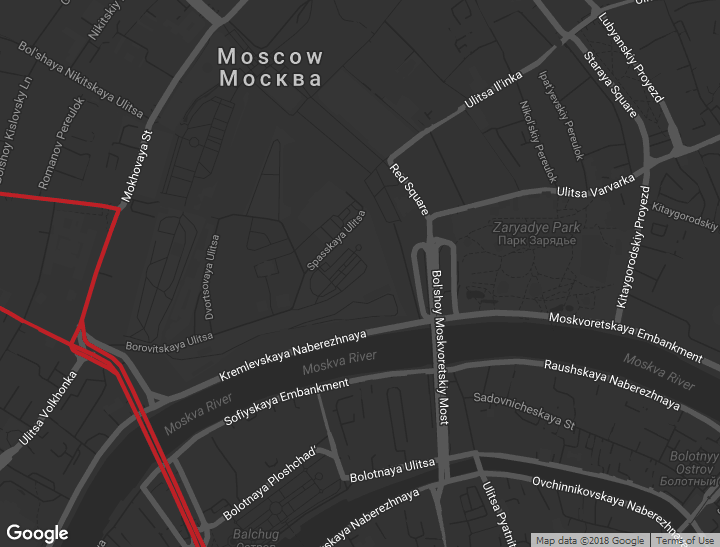 Nikitskiy
Bol'shaya Nikitskaya Ulitsa
Moscow
Москва
Lubyanskiy Proyezd
Staraya Square
Ulitsa Il'inka
Ipat'yevskiy Pereulok
Nikol'skiy Pereulok
Bolshoy Kislovsky Ln
Romanov Pereulok
Mokhovaya St
Red Square
Ulitsa Varvarka
Kitaygorodskiy
Kitaygorodskiy Proyezd
Zaryadye Park
Парк Зарядье
Spasskaya Ulitsa
Dvortsovaya Ulitsa
Bol'shoy Moskvoretskiy Most
Borovitskaya Ulitsa
Kremlevskaya Naberezhnaya
Moskvoretskaya Embankment
Moskva River
Moskva River
Moskva River
Raushskaya Naberezhnaya
Sofiyskaya Embankment
Sadovnicheskaya St
Ulitsa Volkhonka
Bolotnaya Ploshchad'
Bolotnaya Ulitsa
Bolotnyy
Ostrov
Болотный
Ovchinnikovskaya Naberezhn
Ulitsa Pyatnit
skaya Naberezhnaya
Balchug
Google
Map data ©2018 Google
Terms of Use